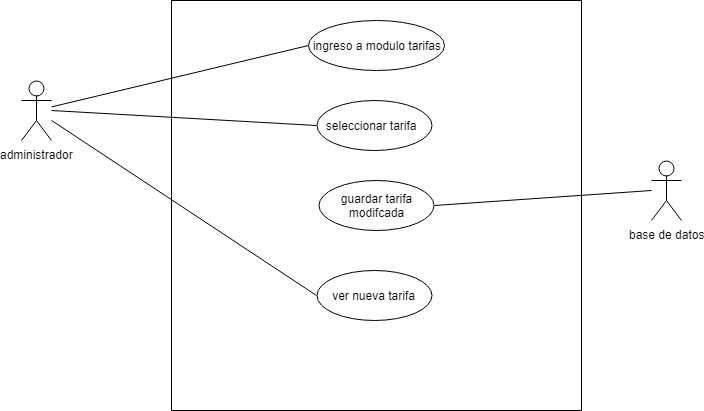 ingreso a modulo tarifas
seleccionar tarifa
administrador
guardar tarifa
modifcada
base de datos
ver nueva tarifa